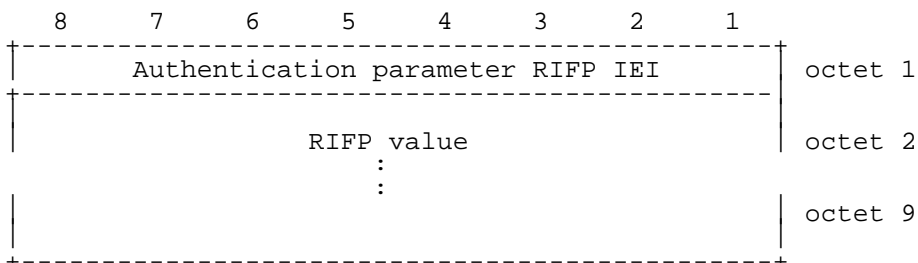 8 7 6 5 4 3 2 1
Authentication parameter RIFP IEI octet 1
RIFP value octet 2
:
:
octet 9